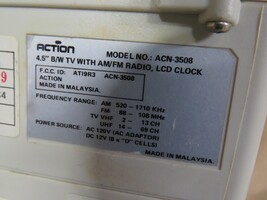 ACTION
MODEL NO.: ACN-3508
4.5" B/W TV WITH AM/FM RADIO, LCD CLOCK
F.C.C. ID: ATI9R3 ACN-3508
ACTION
MADE IN MALAYSIA.
FREQUENCY RANGE: AM 530 - 1710 KHz
FM 88 - 108 MHz
TV VHF 2 - 13 CH
UHF 14 - 69 CH
POWER SOURCE: AC 120V (AC ADAPTOR)
DC 12V (8 x "D" CELLS)
MADE IN MALAYSIA
9